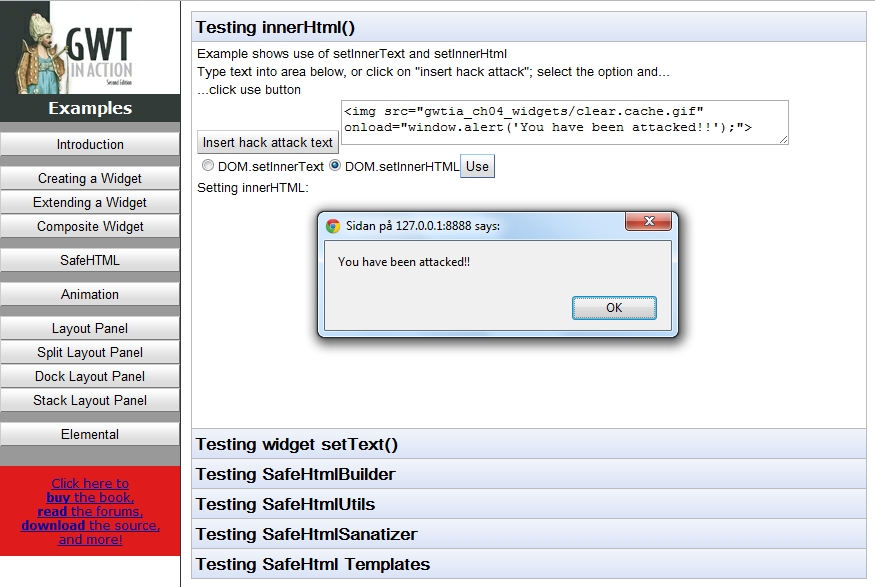 GWT
IN ACTION
Second Edition
Examples
Introduction
Creating a Widget
Extending a Widget
Composite Widget
SafeHTML
Animation
Layout Panel
Split Layout Panel
Dock Layout Panel
Stack Layout Panel
Elemental
Click here to
buy the book,
read the forums,
download the source,
and more!
Testing innerHtml()
Example shows use of setInnerText and setInnerHtml
Type text into area below, or click on "insert hack attack"; select the option and...
...click use button
Insert hack attack text
<img src="gwtia_ch04_widgets/clear.cache.gif"
onload="window.alert('You have been attacked!!');">
DOM.setInnerText DOM.setInnerHTML Use
Setting innerHTML:
Sidan på 127.0.0.1:8888 says:
You have been attacked!!
OK
Testing widget setText()
Testing SafeHtmlBuilder
Testing SafeHtmlUtils
Testing SafeHtmlSanatizer
Testing SafeHtml Templates